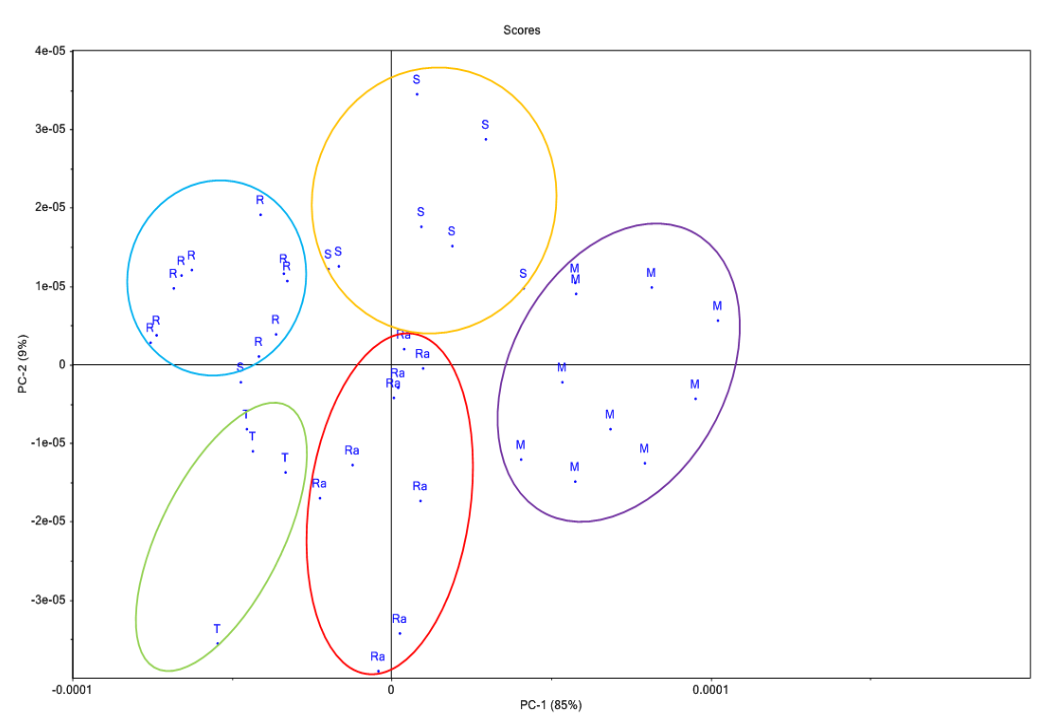 Scores
4e-05
S
3e-05
S
2e-05
R
S
S
S
S
R
R
R
R
R
S
M
M
M
1e-05
M
R
R
R
R
Ra
Ra
0
S
M
Ra
Ra
M
T
M
-1e-05
T
T
Ra
M
M
M
Ra
Ra
-2e-05
-3e-05
Ra
T
Ra
-0.0001
0
0.0001
PC-1 (85%)
PC-2 (9%)